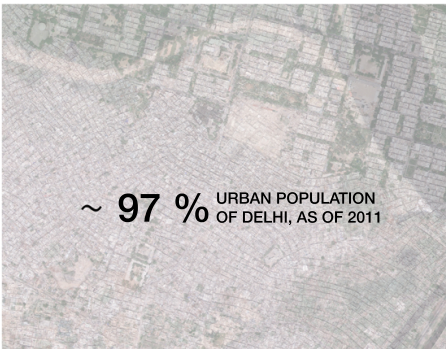 ~ 97 % URBAN POPULATION
OF DELHI, AS OF 2011